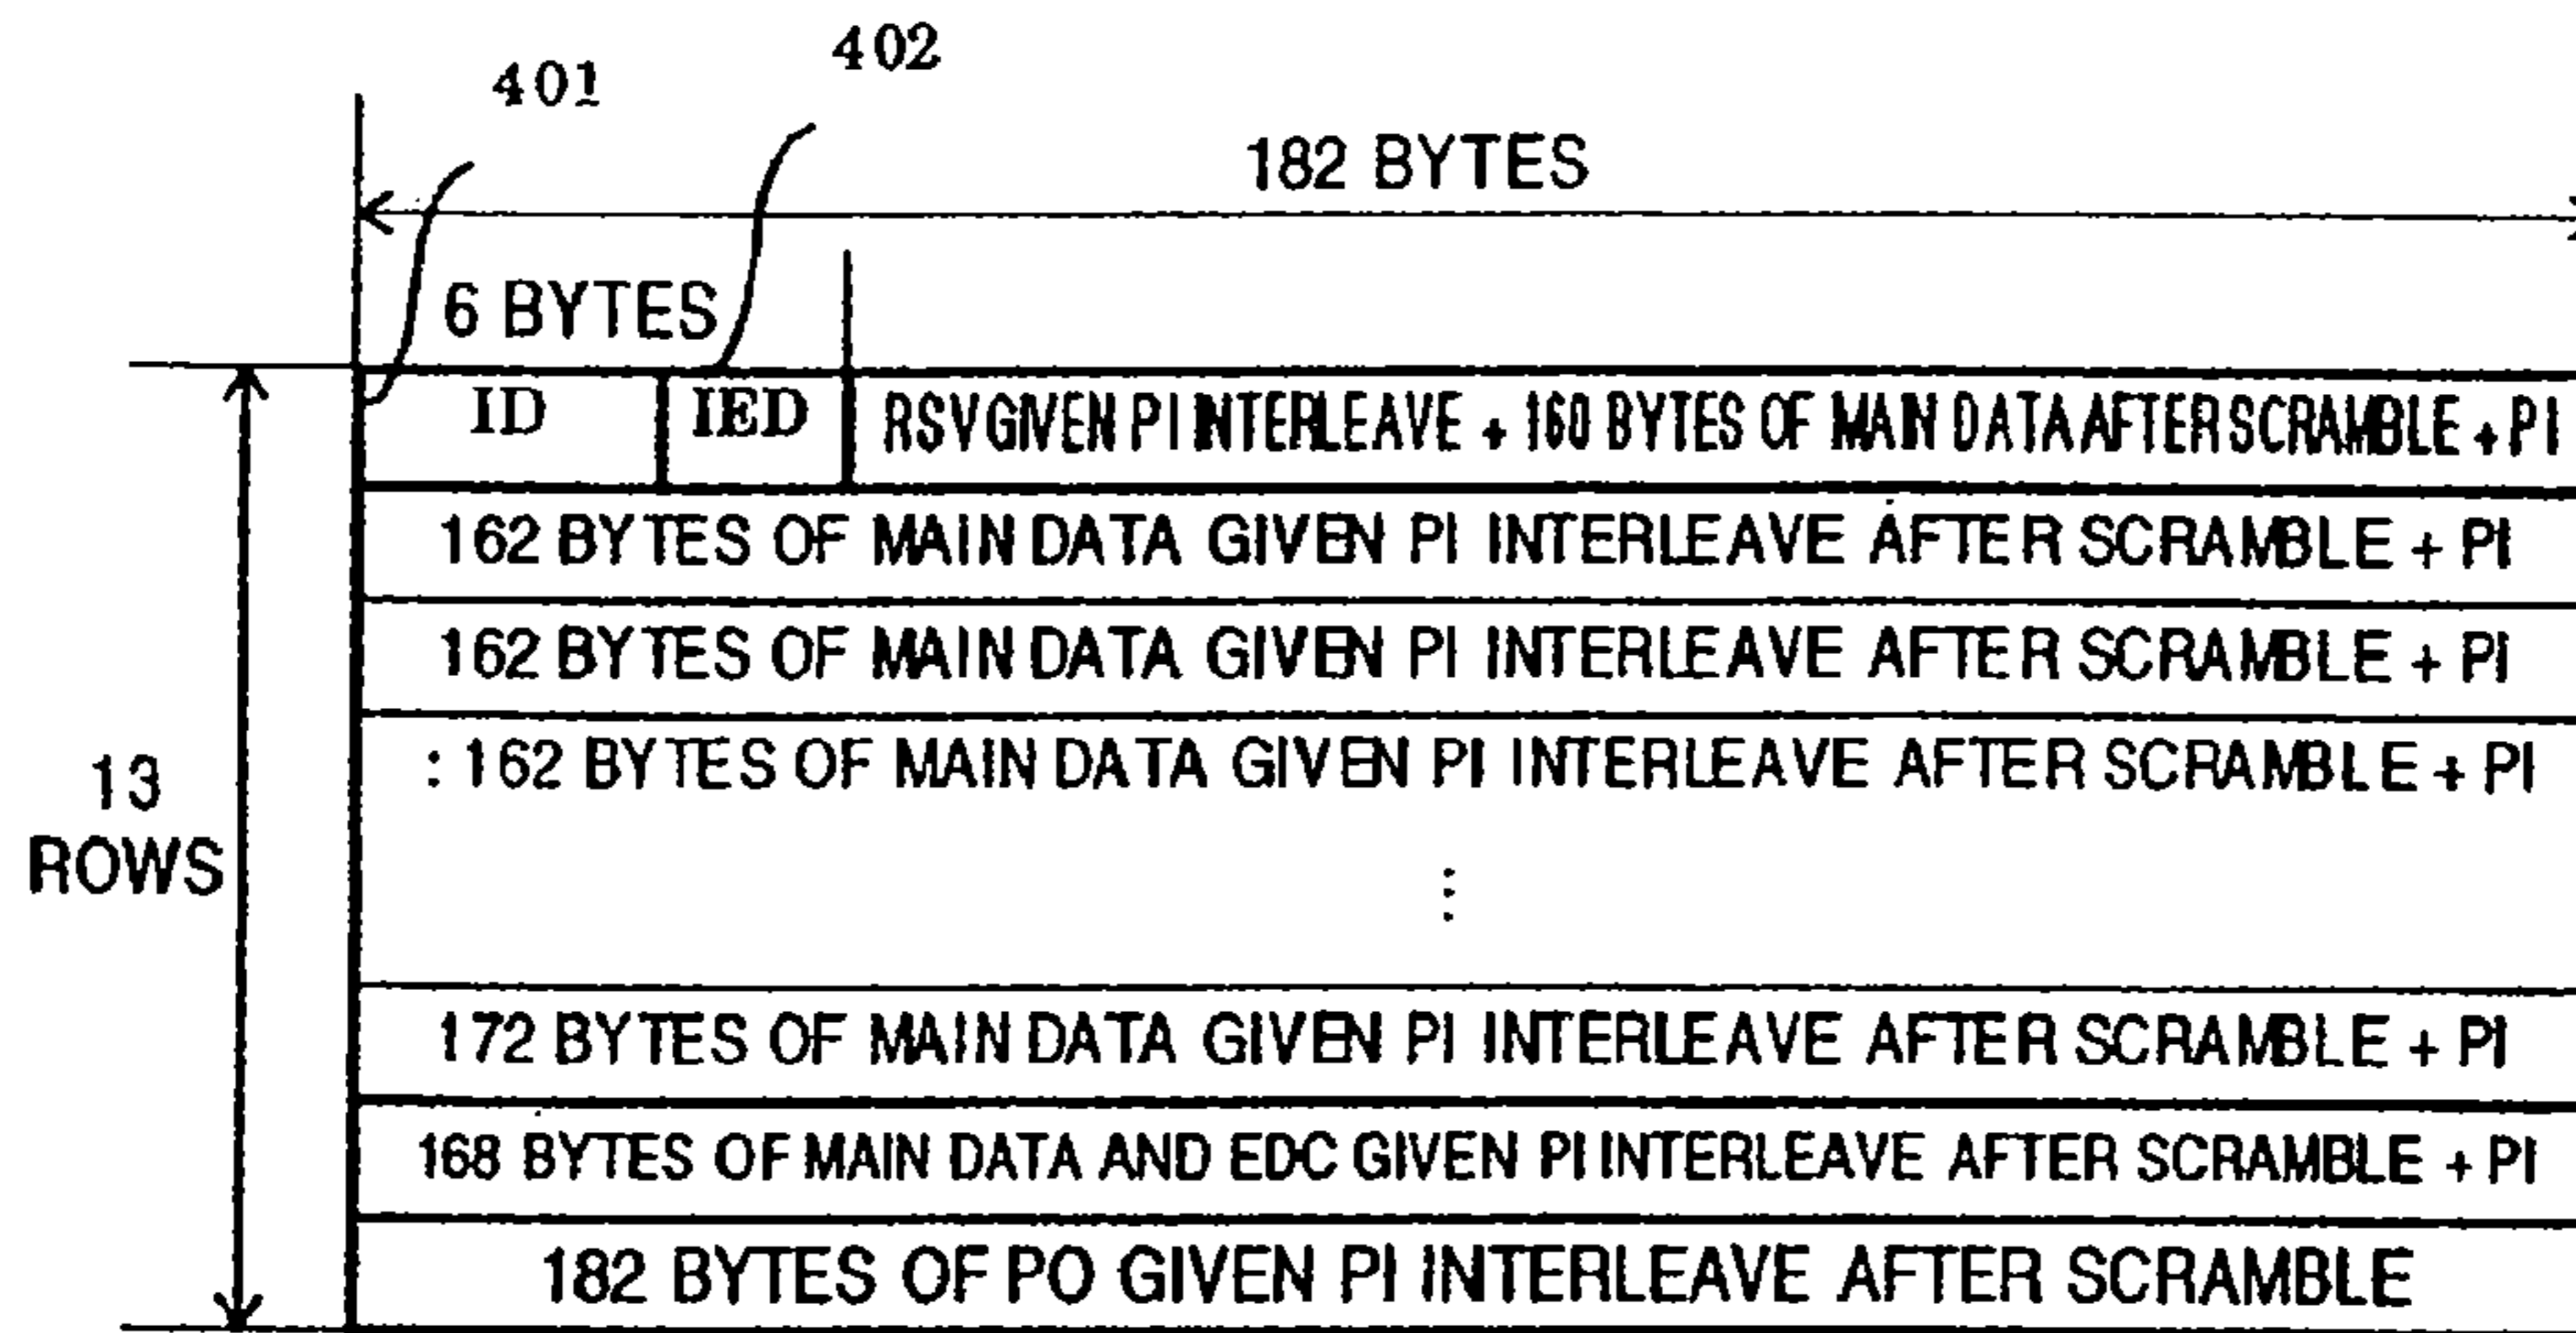 401
402
182 BYTES
6 BYTES
ID
IED
RSV GIVEN PI INTERLEAVE + 160 BYTES OF MAIN DATA AFTER SCRAMBLE + PI
162 BYTES OF MAIN DATA GIVEN PI INTERLEAVE AFTER SCRAMBLE + PI
162 BYTES OF MAIN DATA GIVEN PI INTERLEAVE AFTER SCRAMBLE + PI
: 162 BYTES OF MAIN DATA GIVEN PI INTERLEAVE AFTER SCRAMBLE + PI
⋮
13
ROWS
172 BYTES OF MAIN DATA GIVEN PI INTERLEAVE AFTER SCRAMBLE + PI
168 BYTES OF MAIN DATA AND EDC GIVEN PI INTERLEAVE AFTER SCRAMBLE + PI
182 BYTES OF PO GIVEN PI INTERLEAVE AFTER SCRAMBLE